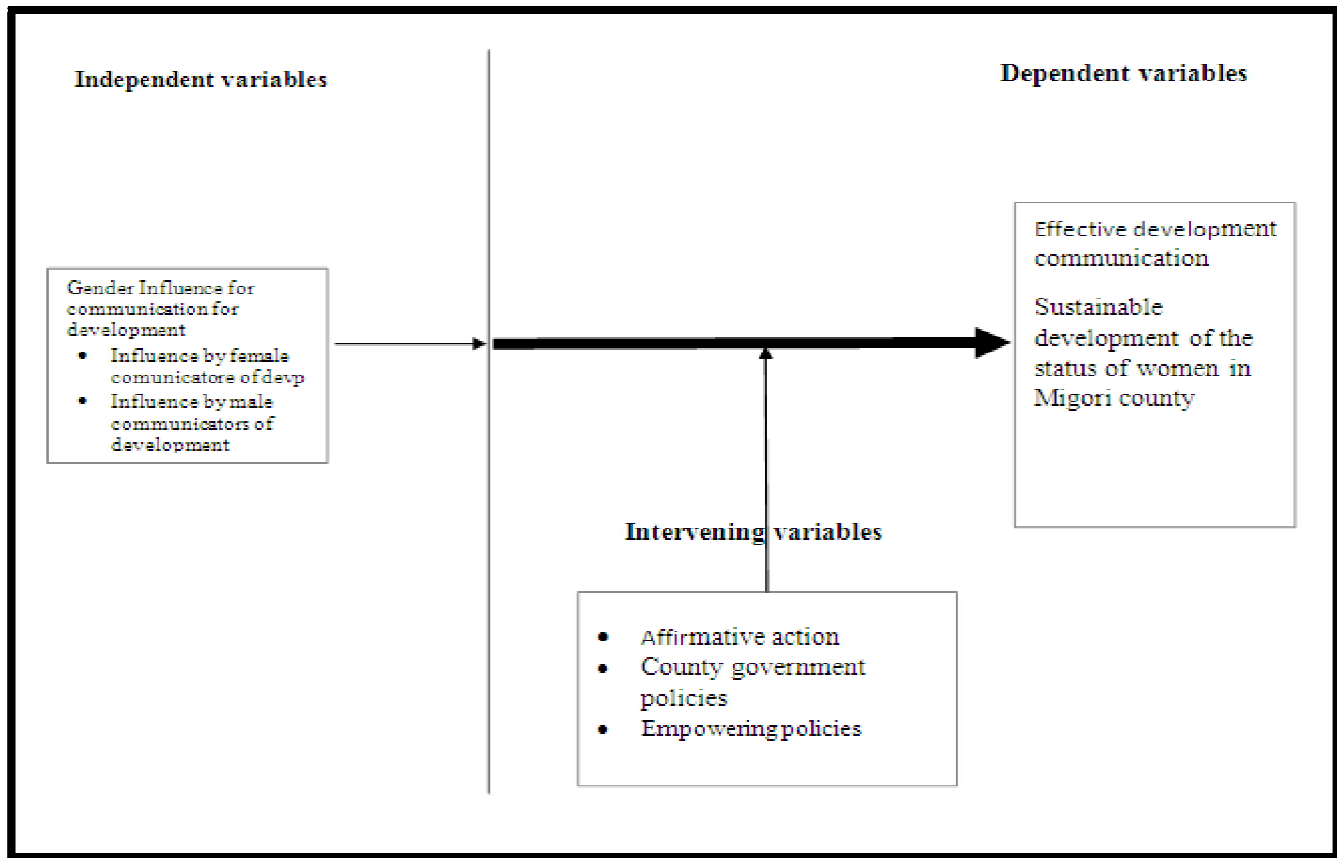 Independent variables
Dependent variables
Gender Influence for
communication for
development
• Influence by female
comunicatore of devp
• Influence by male
communicators of
development
Effective development
communication
Sustainable
development of the
status of women in
Migori county
Intervening variables
• Affirmative action
• County government
policies
• Empowering policies